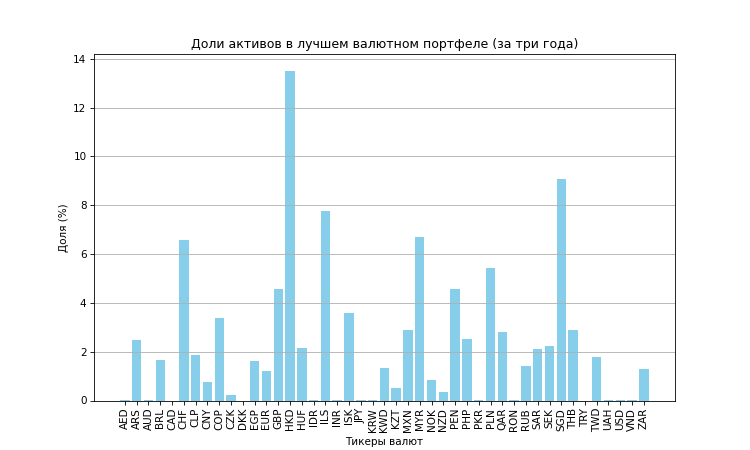 Доли активов в лучшем валютном портфеле (за три года)
14
12
10
8
6
4
2
0
Доля (%)
AED ARS AUD BRL CAD CHF CLP CNY COP CZK DKK EGP EUR GBP HKD HUF IDR ILS INR ISK JPY KRW KWD KZT MXN MYR NOK NZD PEN PHP PKR PLN QAR RON RUB SAR SEK SGD THB TRY TWD UAH USD VND ZAR
Тикеры валют